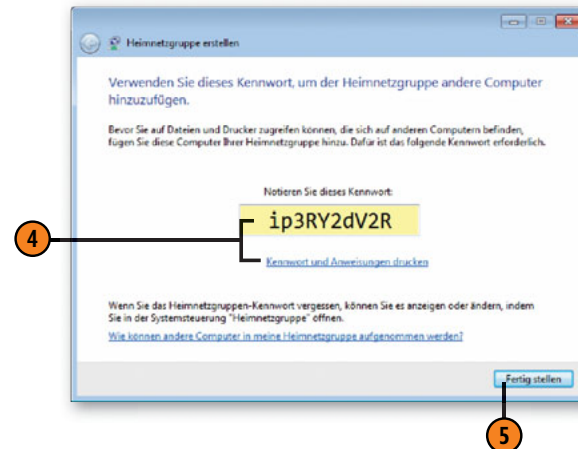 Heimnetzgruppe erstellen
Verwenden Sie dieses Kennwort, um der Heimnetzgruppe andere Computer
hinzuzufügen.
Bevor Sie auf Dateien und Drucker zugreifen können, die sich auf anderen Computern befinden,
fügen Sie diese Computer Ihrer Heimnetzgruppe hinzu. Dafür ist das folgende Kennwort erforderlich.
Notieren Sie dieses Kennwort:
ip3RY2dV2R
4
Kennwort und Anweisungen drucken
Wenn Sie das Heimnetzgruppen-Kennwort vergessen, können Sie es anzeigen oder ändern, indem
Sie in der Systemsteuerung "Heimnetzgruppe" öffnen.
Wie können andere Computer in meine Heimnetzgruppe aufgenommen werden?
Fertig stellen
5